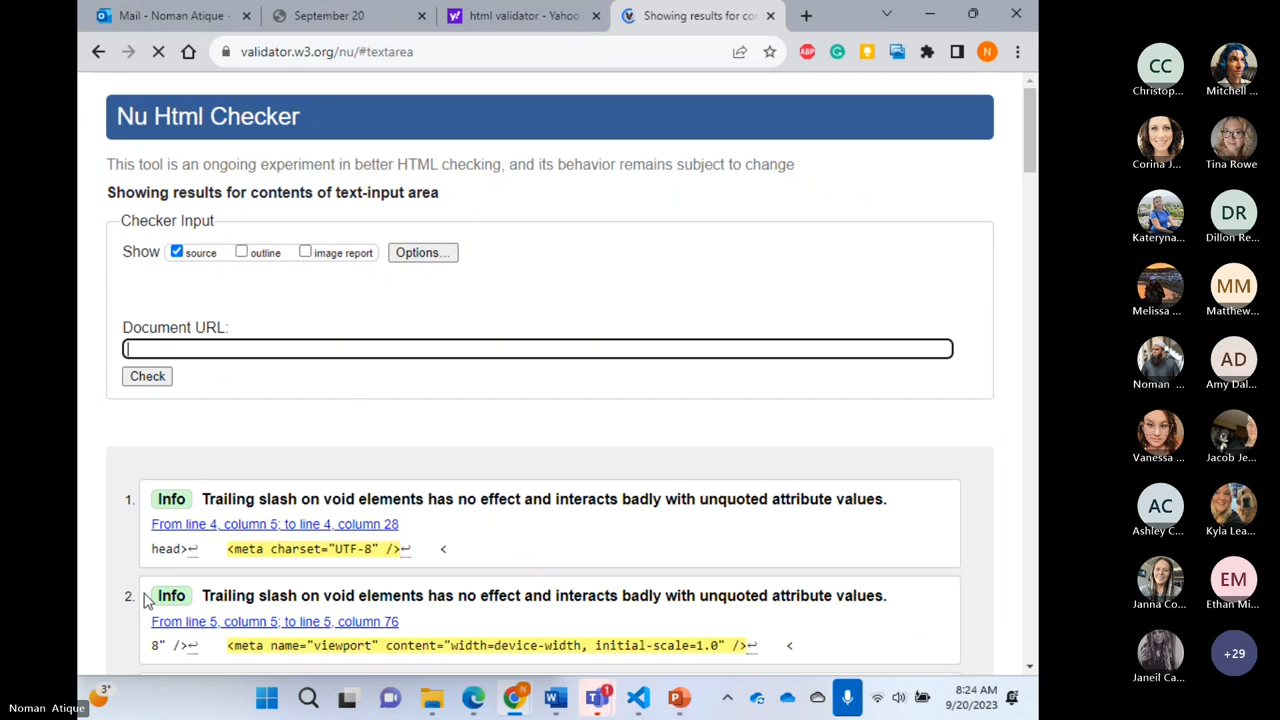 Mail - Noman Atique -
September 20
html validator - Yahoo
Showing results for con
validator.w3.org/nu/#textarea
ABP
N
Nu Html Checker
This tool is an ongoing experiment in better HTML checking, and its behavior remains subject to change
Showing results for contents of text-input area
Checker Input
Show source outline image report Options...
Document URL:
Check
1. Info Trailing slash on void elements has no effect and interacts badly with unquoted attribute values.
From line 4, column 5; to line 4, column 28
head>↩ <meta charset="UTF-8" />↩ <
2. Info Trailing slash on void elements has no effect and interacts badly with unquoted attribute values.
From line 5, column 5; to line 5, column 76
8" />↩ <meta name="viewport" content="width=device-width, initial-scale=1.0" />↩ <
3°
8:24 AM
9/20/2023
Noman Atique
CC
Christop...
Mitchell ...
Corina J...
Tina Rowe
DR
Kateryna...
Dillon Re...
MM
Melissa ...
Matthew...
AD
Noman ...
Amy Dal...
Vanessa ...
Jacob Je...
AC
Ashley C...
Kyla Lea...
EM
Janna Co...
Ethan Mi...
+29
Janeil Ca...